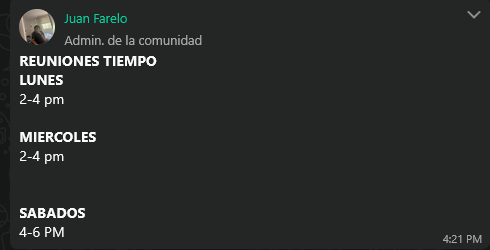 Juan Farelo
Admin. de la comunidad
REUNIONES TIEMPO
LUNES
2-4 pm
MIERCOLES
2-4 pm
SABADOS
4-6 PM
4:21 PM